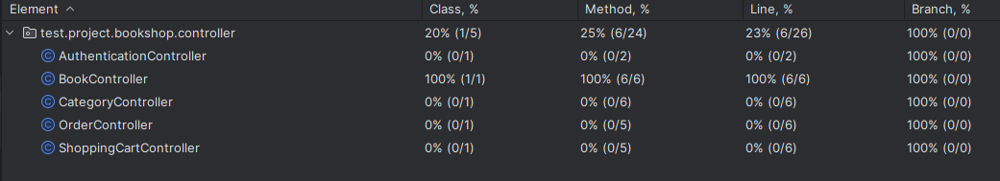 Element Class, % Method, % Line, % Branch, %
test.project.bookshop.controller 20% (1/5) 25% (6/24) 23% (6/26) 100% (0/0)
AuthenticationController 0% (0/1) 0% (0/2) 0% (0/2) 100% (0/0)
BookController 100% (1/1) 100% (6/6) 100% (6/6) 100% (0/0)
CategoryController 0% (0/1) 0% (0/6) 0% (0/6) 100% (0/0)
OrderController 0% (0/1) 0% (0/5) 0% (0/6) 100% (0/0)
ShoppingCartController 0% (0/1) 0% (0/5) 0% (0/6) 100% (0/0)